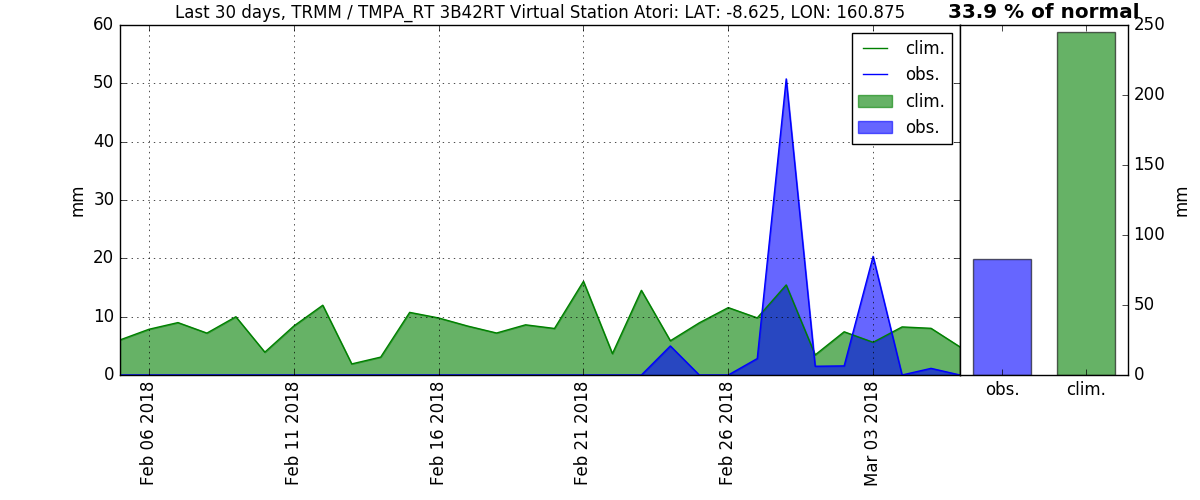 Last 30 days, TRMM / TMPA_RT 3B42RT Virtual Station Atori: LAT: -8.625, LON: 160.875
33.9 % of normal
mm
60
50
40
30
20
10
0
clim.
obs.
clim.
obs.
Feb 06 2018
Feb 11 2018
Feb 16 2018
Feb 21 2018
Feb 26 2018
Mar 03 2018
250
200
150
100
50
0
mm
obs.
clim.